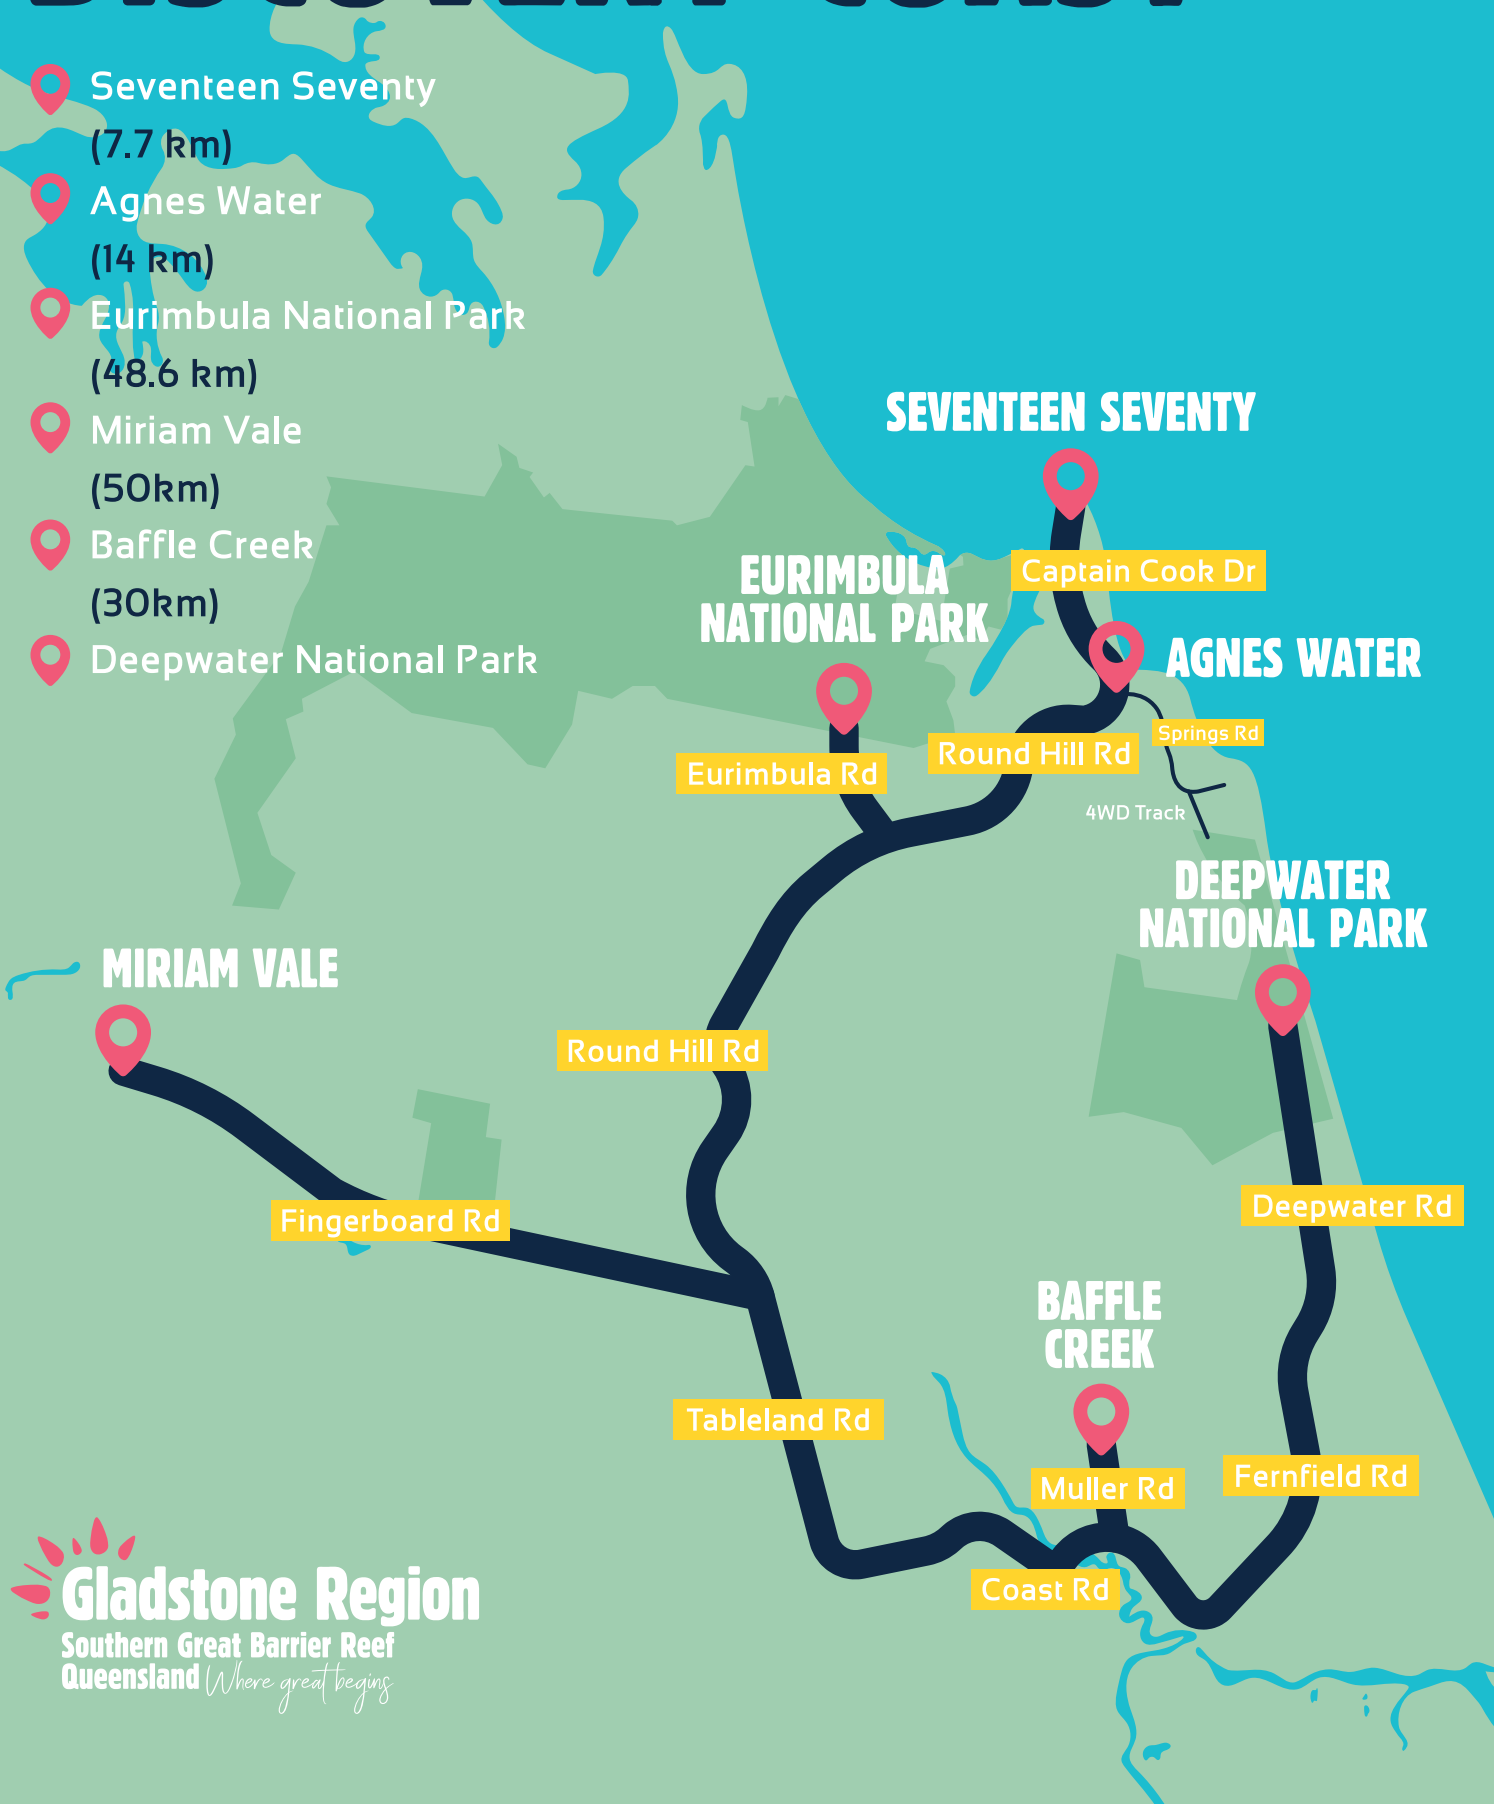 Seventeen Seventy
(7.7 km)
Agnes Water
(14 km)
Eurimbula National Park
(48.6 km)
Miriam Vale
(50km)
Baffle Creek
(30km)
Deepwater National Park
SEVENTEEN SEVENTY
Captain Cook Dr
EURIMBULA
NATIONAL PARK
AGNES WATER
Springs Rd
Round Hill Rd
Eurimbula Rd
4WD Track
DEEPWATER
NATIONAL PARK
MIRIAM VALE
Round Hill Rd
Fingerboard Rd
Deepwater Rd
BAFFLE
CREEK
Tableland Rd
Muller Rd
Fernfield Rd
Coast Rd
Gladstone Region
Southern Great Barrier Reef
Queensland Where great begins